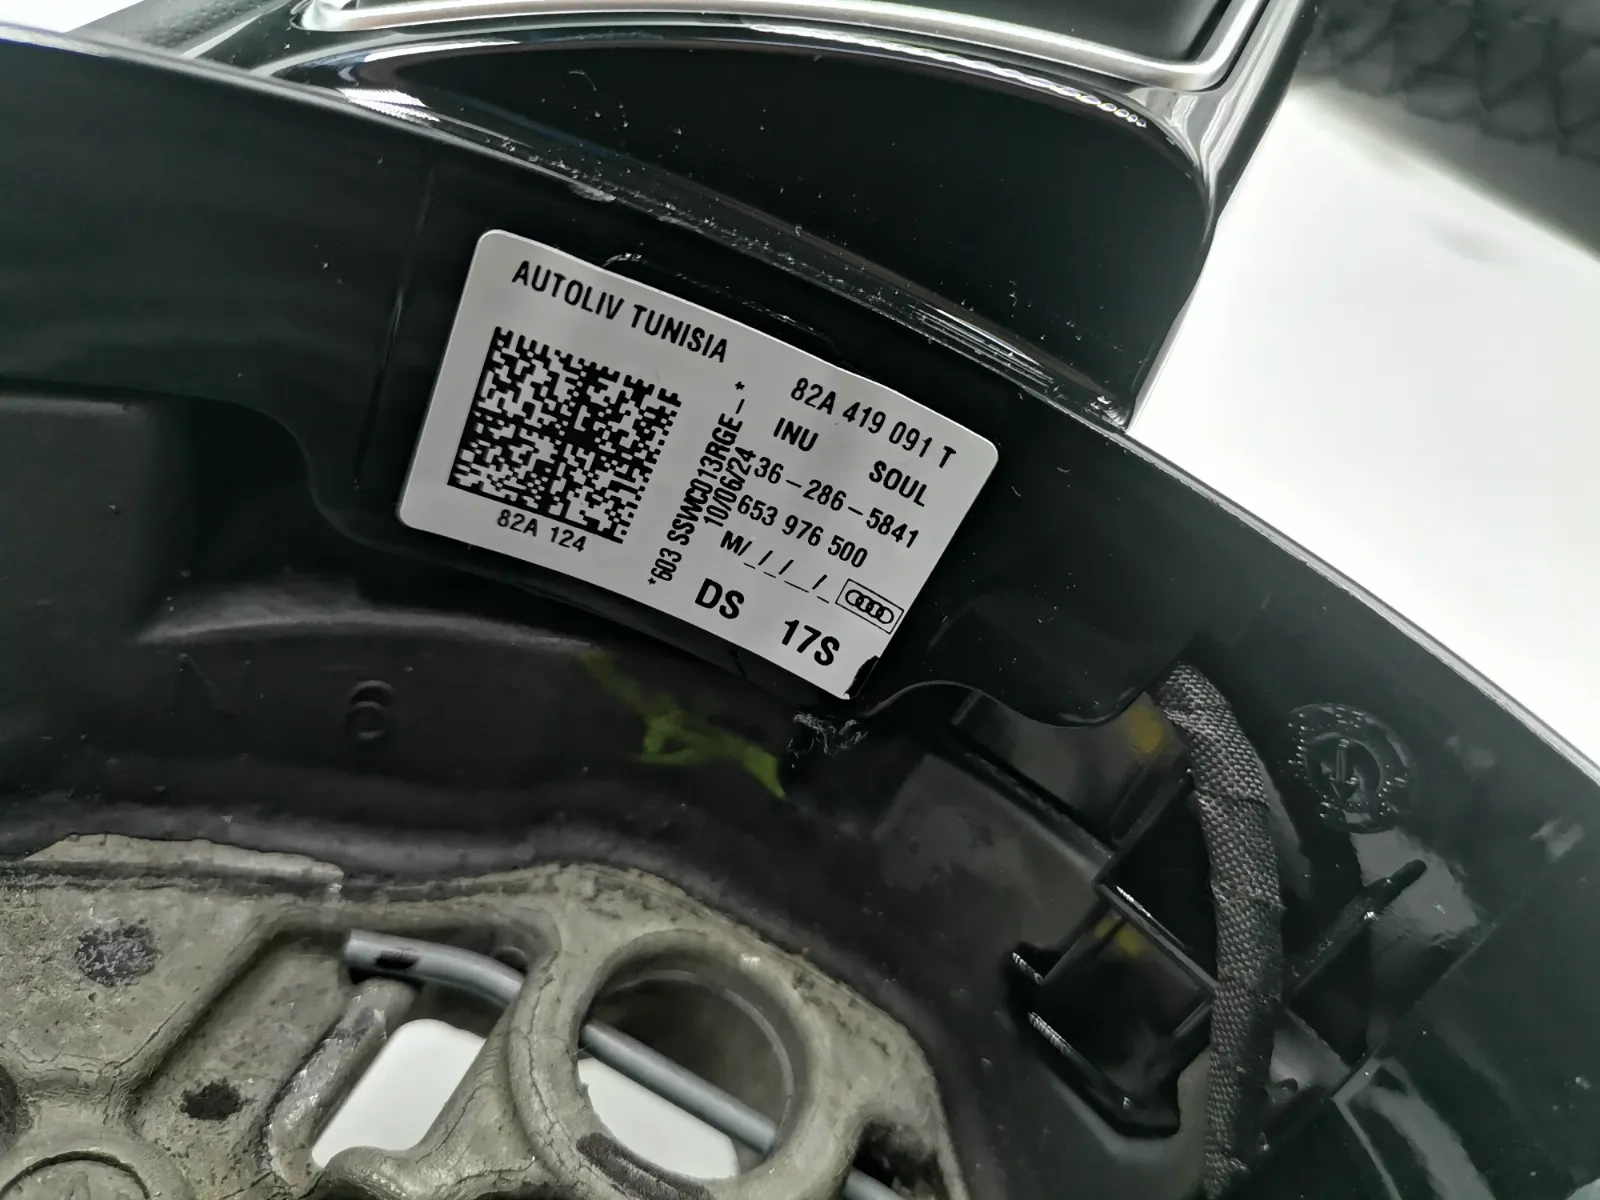 AUTOLIV TUNISIA
82A 419 091 T
INU SOUL
36-286-5841
653 976 500
M/_/_/_/_
DS 17S
82A 124
*603 SSWC013RGE-*
10/06/24
6